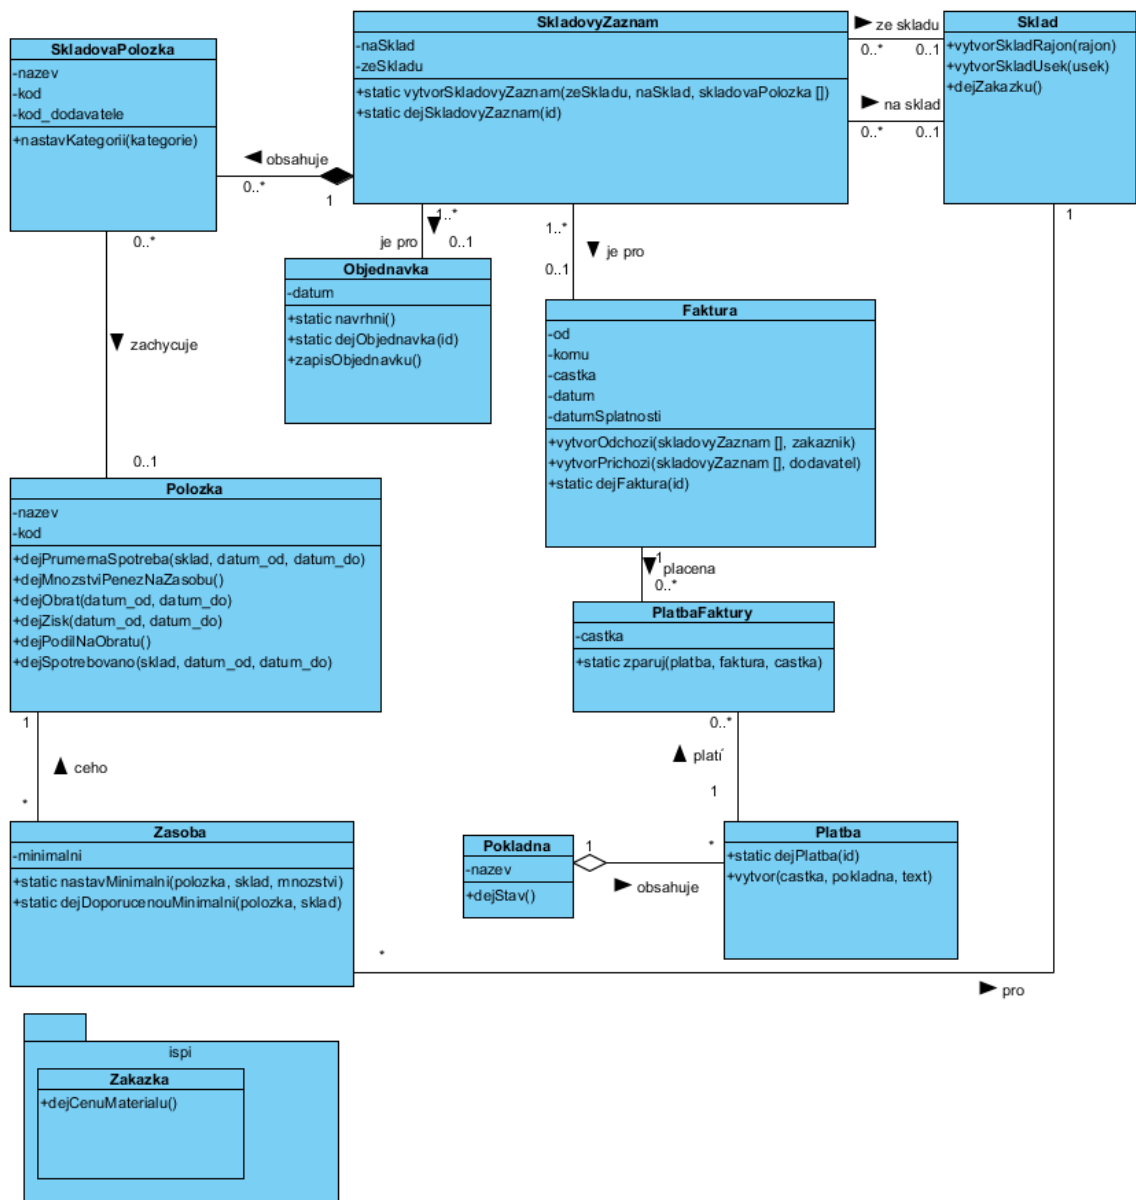 SkladovyZaznam
-naSklad
-zeSkladu
+static vytvorSkladovyZaznam(zeSkladu, naSklad, skladovaPolozka [])
+static dejSkladovyZaznam(id)
ze skladu
0..*
0..1
na sklad
0..*
0..1
Sklad
+vytvorSkladRajon(rajon)
+vytvorSkladUsek(usek)
+dejZakazku()
1
SkladovaPolozka
-nazev
-kod
-kod_dodavatele
+nastavKategorii(kategorie)
obsahuje
0..*
1
0..*
zachycuje
0..1
1..*
je pro
0..1
1..*
je pro
0..1
Objednavka
-datum
+static navrhni()
+static dejObjednavka(id)
+zapisObjednavku()
Faktura
-od
-komu
-castka
-datum
-datumSplatnosti
+vytvorOdchozi(skladovyZaznam [], zakaznik)
+vytvorPrichozi(skladovyZaznam [], dodavatel)
+static dejFaktura(id)
1
placena
0..*
Polozka
-nazev
-kod
+dejPrumernaSpotreba(sklad, datum_od, datum_do)
+dejMnozstviPenezNaZasobu()
+dejObrat(datum_od, datum_do)
+dejZisk(datum_od, datum_do)
+dejPodilNaObratu()
+dejSpotrebovano(sklad, datum_od, datum_do)
1
ceho
*
PlatbaFaktury
-castka
+static zparuj(platba, faktura, castka)
0..*
platí
1
Zasoba
-minimalni
+static nastavMinimalni(polozka, sklad, mnozstvi)
+static dejDoporucenouMinimalni(polozka, sklad)
Pokladna
-nazev
+dejStav()
1
*
obsahuje
Platba
+static dejPlatba(id)
+vytvor(castka, pokladna, text)
*
pro
ispi
Zakazka
+dejCenuMaterialu()